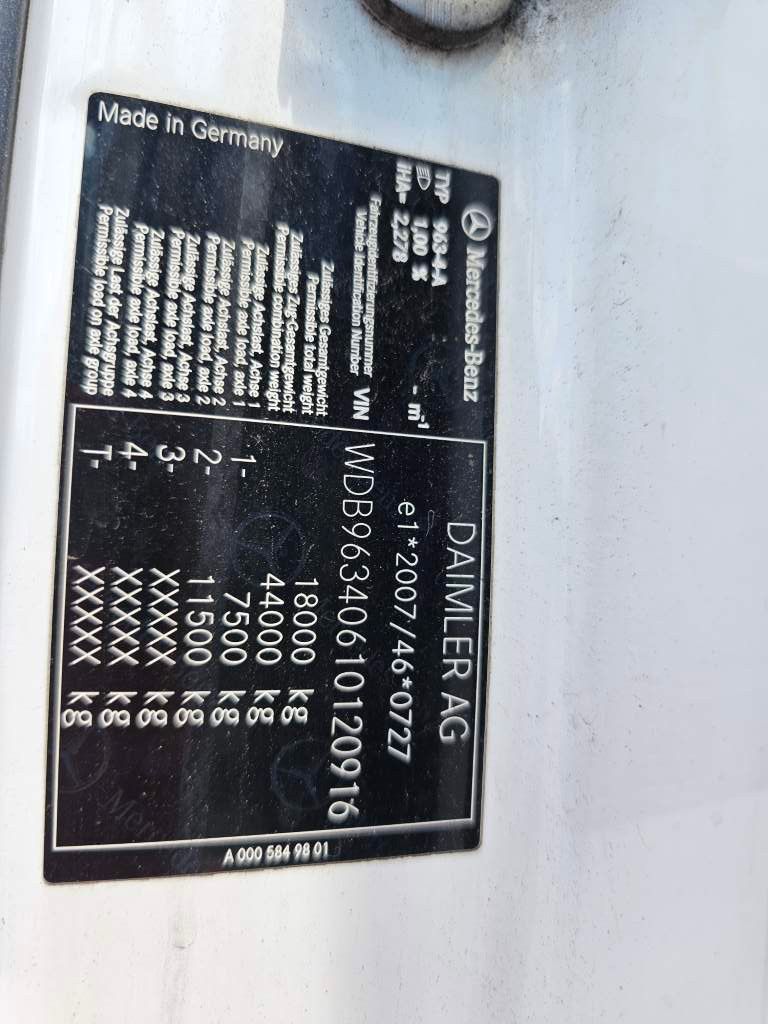 Mercedes-Benz
DAIMLER AG
TYP 963-4-A
1,00 % - m-1
e1*2007/46*0727
iHA= 2,278
Fahrzeugidentifizierungsnummer
Vehicle Identification Number VIN WDB9634061012​0916
Zulässiges Gesamtgewicht
Permissible total weight 18000 kg
Zulässiges Zug-Gesamtgewicht
Permissible combination weight 44000 kg
Zulässige Achslast, Achse 1
Permissible axle load, axle 1 1- 7500 kg
Zulässige Achslast, Achse 2
Permissible axle load, axle 2 2- 11500 kg
Zulässige Achslast, Achse 3
Permissible axle load, axle 3 3- XXXXX kg
Zulässige Achslast, Achse 4
Permissible axle load, axle 4 4- XXXXX kg
Zulässige Last der Achsgruppe
Permissible load on axle group T- XXXXX kg
Made in Germany
A 000 584 98 01